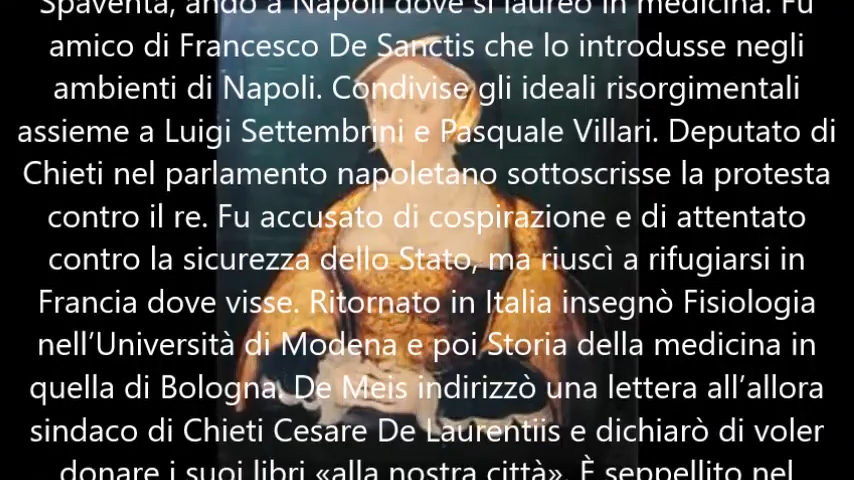 Spaventa, andò a Napoli dove si laureò in medicina. Fu
amico di Francesco De Sanctis che lo introdusse negli
ambienti di Napoli. Condivise gli ideali risorgimentali
assieme a Luigi Settembrini e Pasquale Villari. Deputato di
Chieti nel parlamento napoletano sottoscrisse la protesta
contro il re. Fu accusato di cospirazione e di attentato
contro la sicurezza dello Stato, ma riuscì a rifugiarsi in
Francia dove visse. Ritornato in Italia insegnò Fisiologia
nell’Università di Modena e poi Storia della medicina in
quella di Bologna. De Meis indirizzò una lettera all’allora
sindaco di Chieti Cesare De Laurentiis e dichiarò di voler
donare i suoi libri «alla nostra città». È seppellito nel